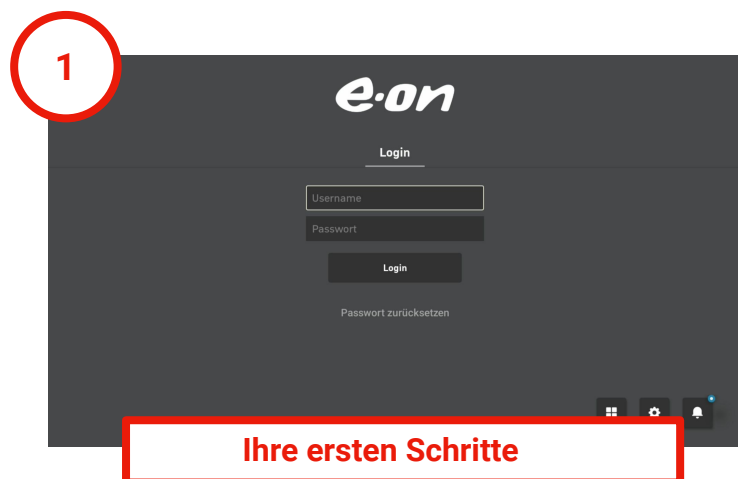 1
e·on
Login
Username
Passwort
Login
Passwort zurücksetzen
Ihre ersten Schritte